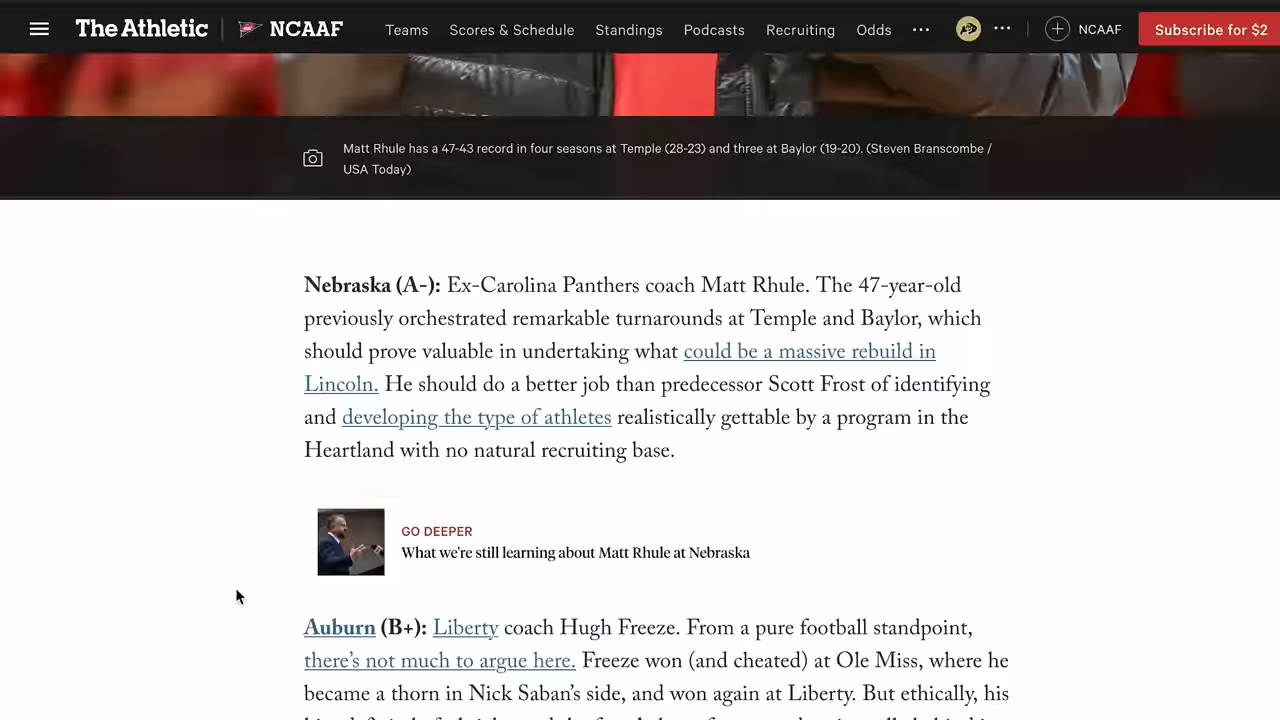 The Athletic NCAAF Teams Scores & Schedule Standings Podcasts Recruiting Odds ... ... NCAAF Subscribe for $2
Matt Rhule has a 47-43 record in four seasons at Temple (28-23) and three at Baylor (19-20). (Steven Branscombe /
USA Today)
Nebraska (A-): Ex-Carolina Panthers coach Matt Rhule. The 47-year-old
previously orchestrated remarkable turnarounds at Temple and Baylor, which
should prove valuable in undertaking what could be a massive rebuild in
Lincoln. He should do a better job than predecessor Scott Frost of identifying
and developing the type of athletes realistically gettable by a program in the
Heartland with no natural recruiting base.
GO DEEPER
What we're still learning about Matt Rhule at Nebraska
Auburn (B+): Liberty coach Hugh Freeze. From a pure football standpoint,
there's not much to argue here. Freeze won (and cheated) at Ole Miss, where he
became a thorn in Nick Saban's side, and won again at Liberty. But ethically, his